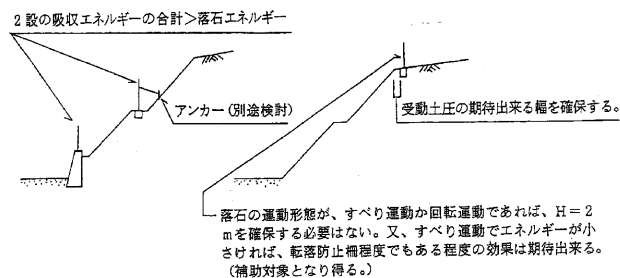 ２設の吸収エネルギーの合計＞落石エネルギー
アンカー(別途検討)
受動土圧の期待出来る幅を確保する。
落石の運動形態が、すべり運動か回転運動であれば、Ｈ＝２
ｍを確保する必要はない。又、すべり運動でエネルギーが小
さければ、転落防止柵程度でもある程度の効果は期待出来る。
(補助対象となり得る。)